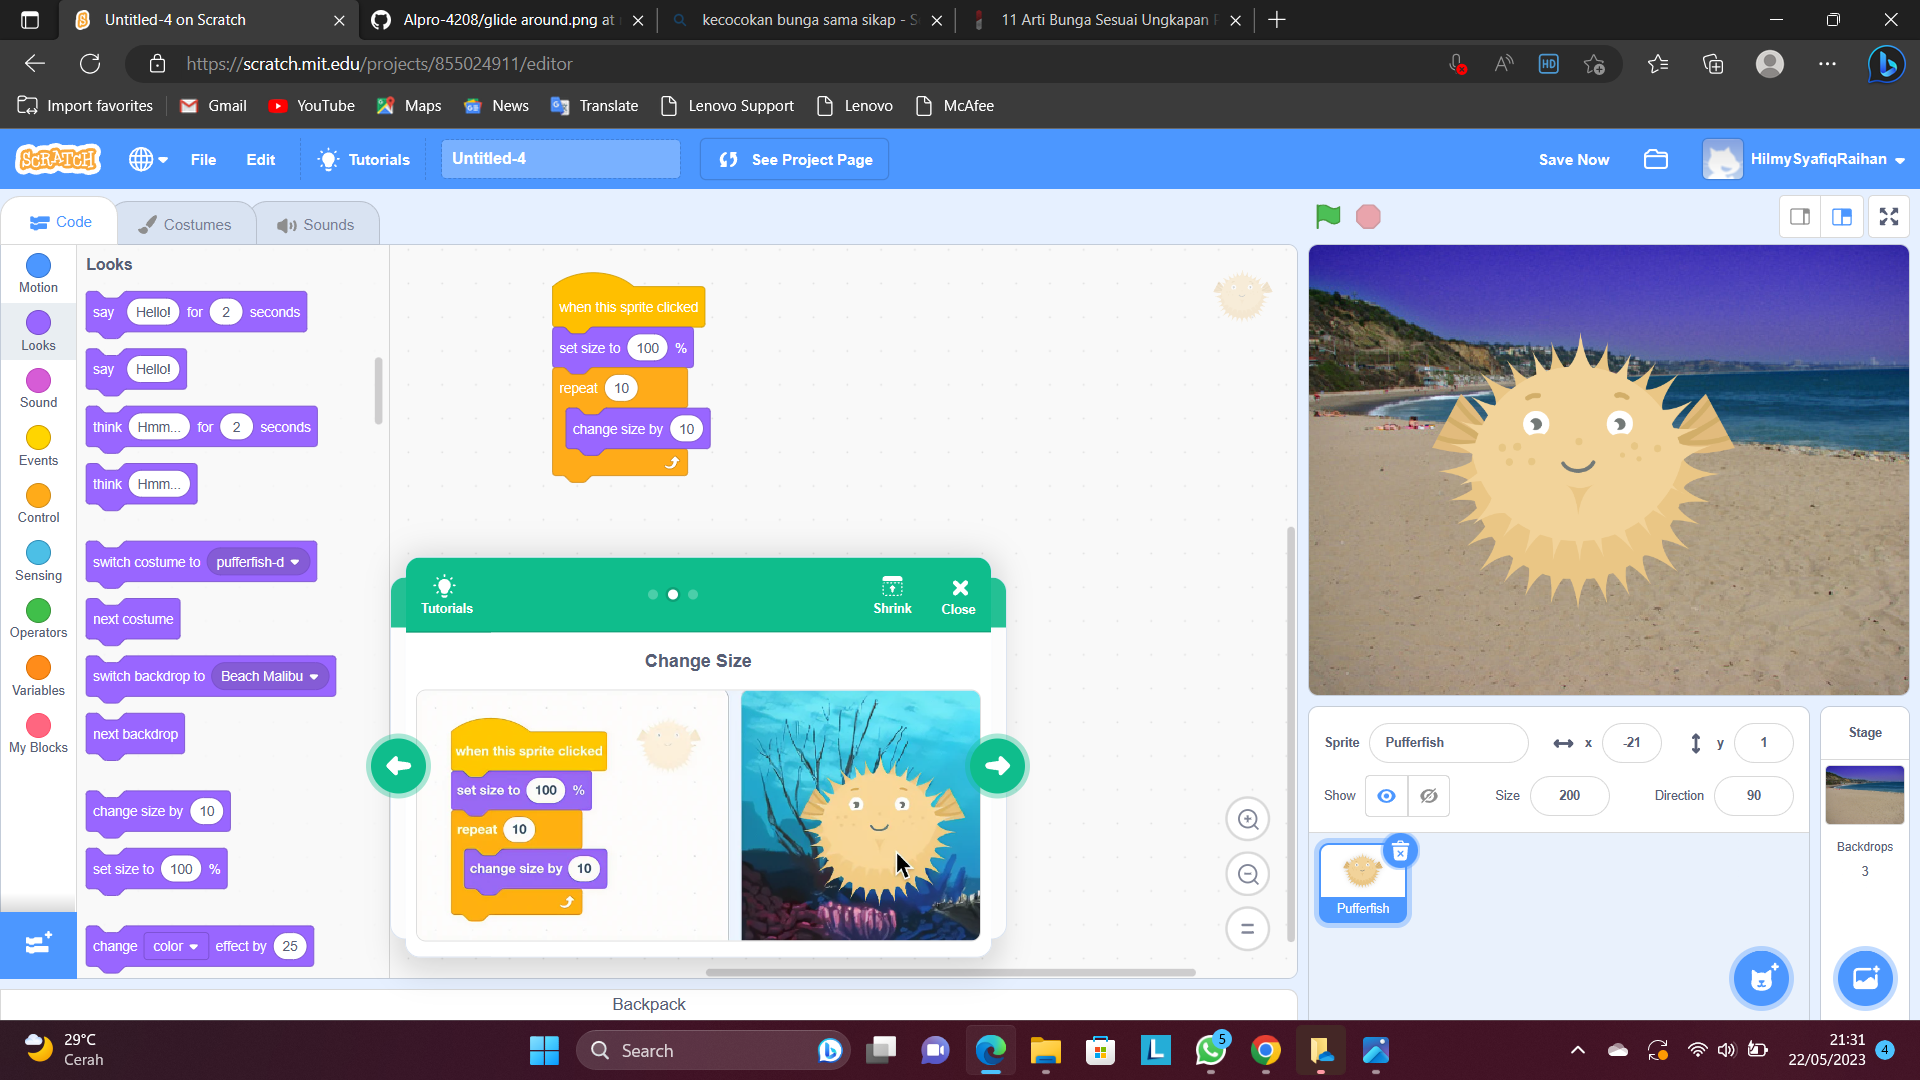 Untitled-4 on Scratch
Alpro-4208/glide around.png at
kecocokan bunga sama sikap - S
11 Arti Bunga Sesuai Ungkapan
https://scratch.mit.edu/projects/855024911/editor
HD
Import favorites
Gmail
YouTube
Maps
News
Translate
Lenovo Support
Lenovo
McAfee
SCRATCH
File
Edit
Tutorials
Untitled-4
See Project Page
Save Now
HilmySyafiqRaihan
Code
Costumes
Sounds
Motion
Looks
Sound
Events
Control
Sensing
Operators
Variables
My Blocks
Looks
say Hello! for 2 seconds
say Hello!
think Hmm... for 2 seconds
think Hmm...
switch costume to pufferfish-d
next costume
switch backdrop to Beach Malibu
next backdrop
change size by 10
set size to 100 %
change color effect by 25
when this sprite clicked
set size to 100 %
repeat 10
change size by 10
Tutorials
Shrink
Close
Change Size
when this sprite clicked
set size to 100 %
repeat 10
change size by 10
Backpack
Sprite Pufferfish x -21 y 1
Show Size 200 Direction 90
Pufferfish
Stage
Backdrops
3
29°C
Cerah
Search
5
21:31
22/05/2023
4